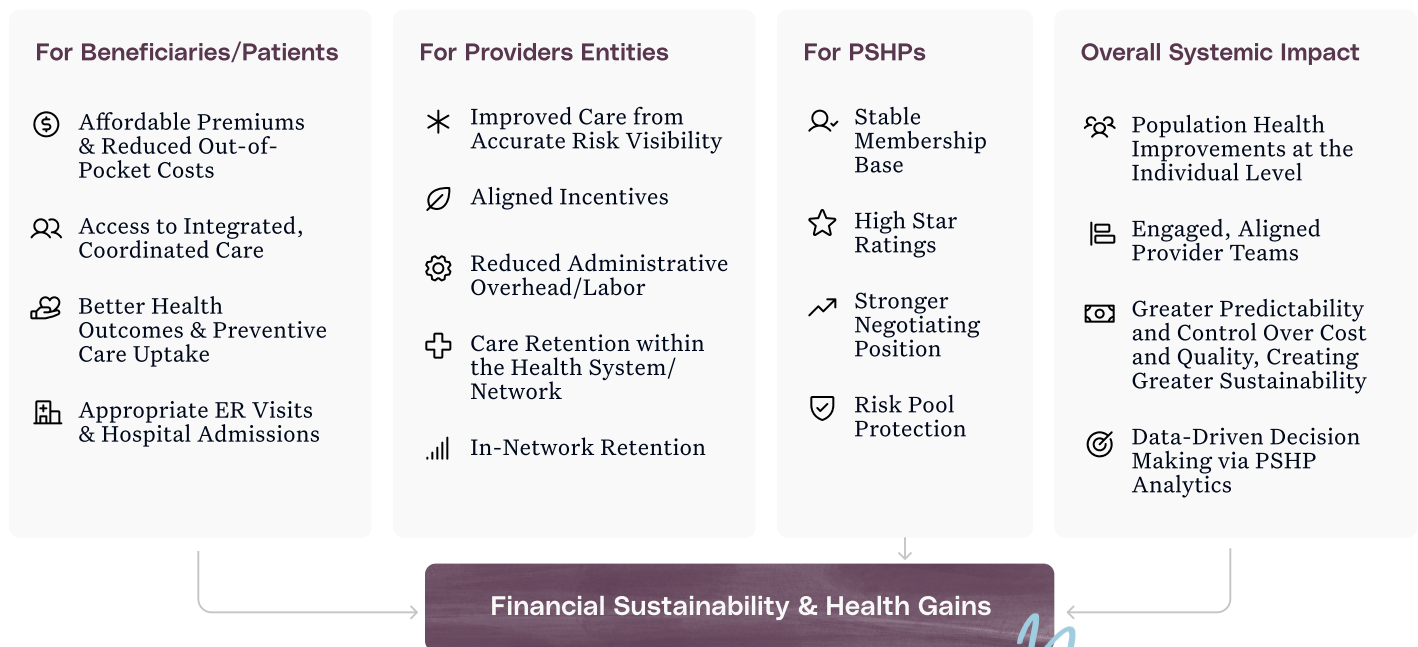 For Beneficiaries/Patients
Affordable Premiums
& Reduced Out-of-
Pocket Costs
Access to Integrated,
Coordinated Care
Better Health
Outcomes & Preventive
Care Uptake
Appropriate ER Visits
& Hospital Admissions
For Providers Entities
Improved Care from
Accurate Risk Visibility
Aligned Incentives
Reduced Administrative
Overhead/Labor
Care Retention within
the Health System/
Network
In-Network Retention
For PSHPs
Stable
Membership
Base
High Star
Ratings
Stronger
Negotiating
Position
Risk Pool
Protection
Overall Systemic Impact
Population Health
Improvements at the
Individual Level
Engaged, Aligned
Provider Teams
Greater Predictability
and Control Over Cost
and Quality, Creating
Greater Sustainability
Data-Driven Decision
Making via PSHP
Analytics
Financial Sustainability & Health Gains